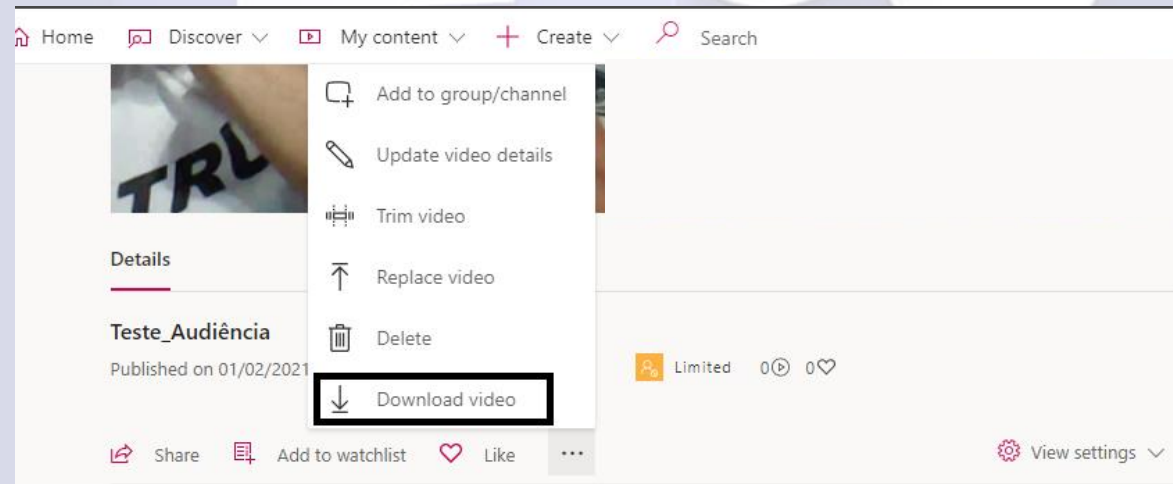 Home Discover My content Create Search
Add to group/channel
TRU
Update video details
Trim video
Details
Replace video
Teste_Audiência
Delete
Published on 01/02/2021
Limited 0 0
Download video
Share Add to watchlist Like ... View settings